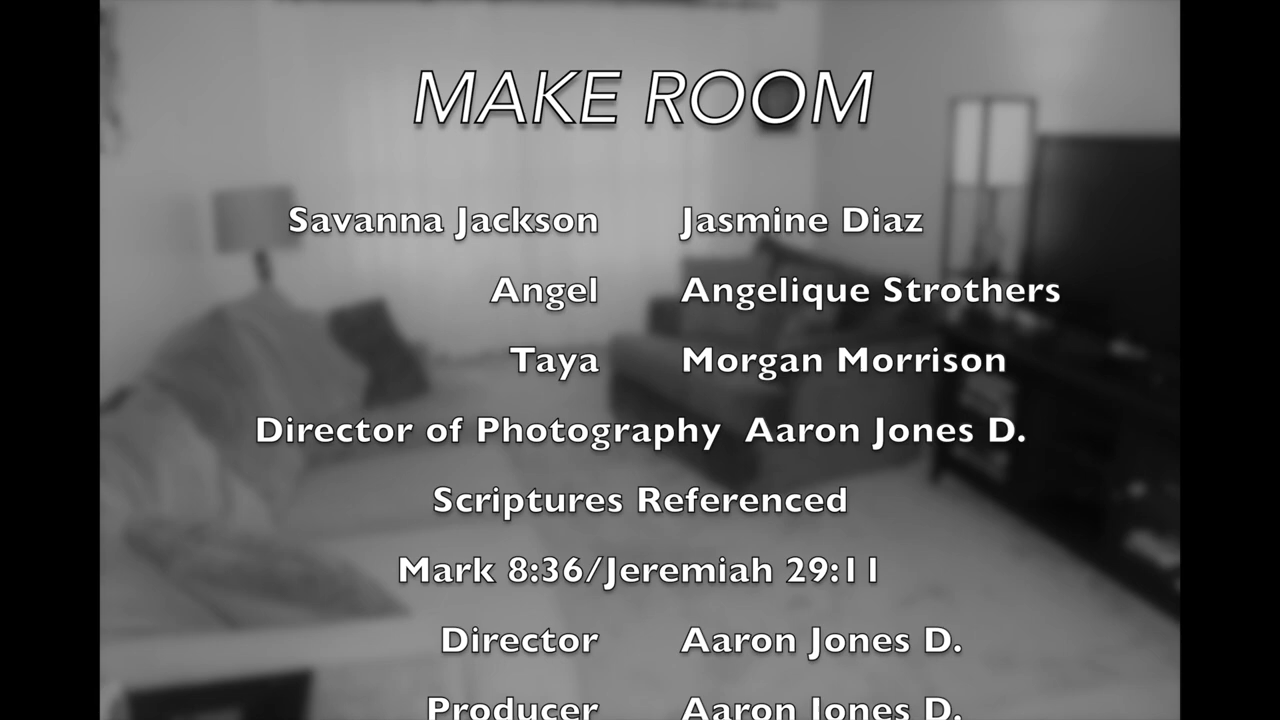 MAKE ROOM
Savanna Jackson Jasmine Diaz
Angel Angelique Strothers
Taya Morgan Morrison
Director of Photography Aaron Jones D.
Scriptures Referenced
Mark 8:36/Jeremiah 29:11
Director Aaron Jones D.
Producer Aaron Jones D.